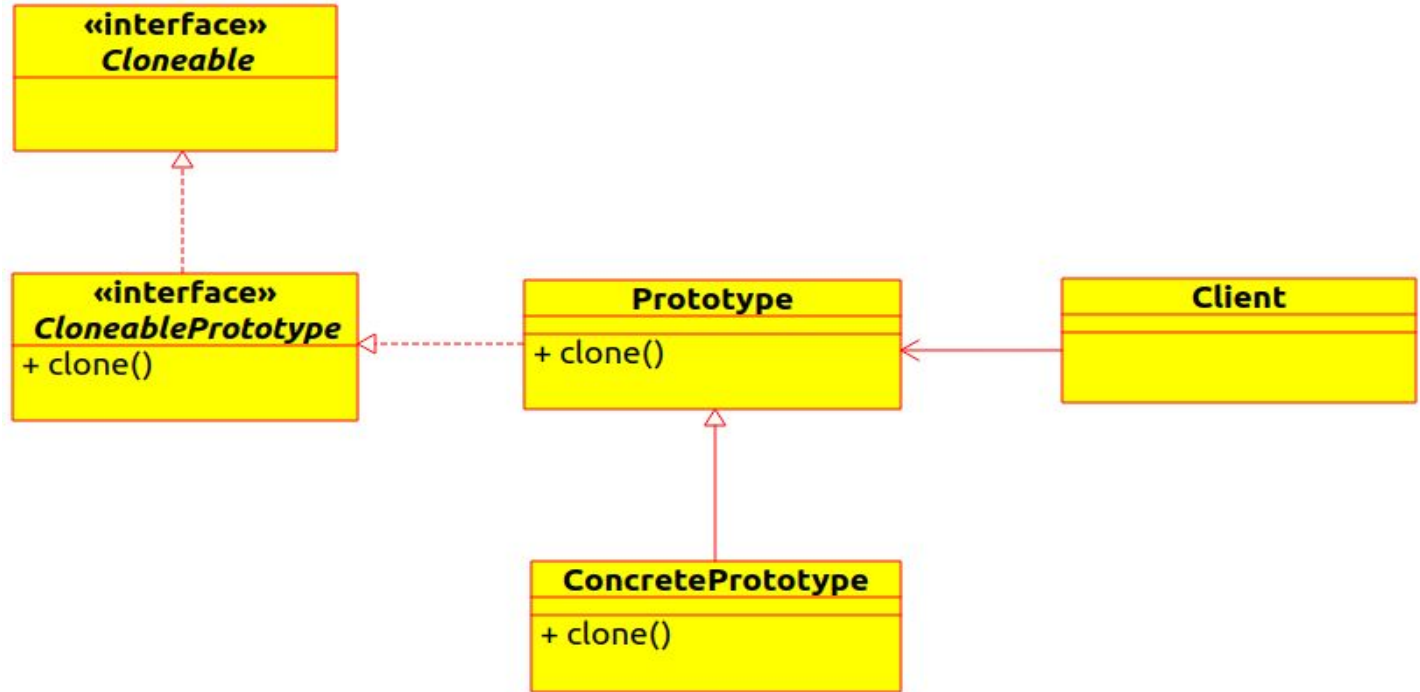 «interface»
Cloneable
«interface»
CloneablePrototype
+ clone()
Prototype
+ clone()
Client
ConcretePrototype
+ clone()